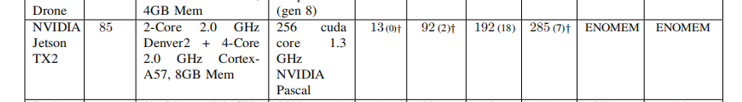 Drone 4GB Mem (gen 8)
NVIDIA 85 2-Core 2.0 GHz 256 cuda 13 (0)† 92 (2)† 192 (18) 285 (7)† ENOMEM ENOMEM
Jetson Denver2 + 4-Core core 1.3
TX2 2.0 GHz Cortex- GHz
A57, 8GB Mem NVIDIA
Pascal